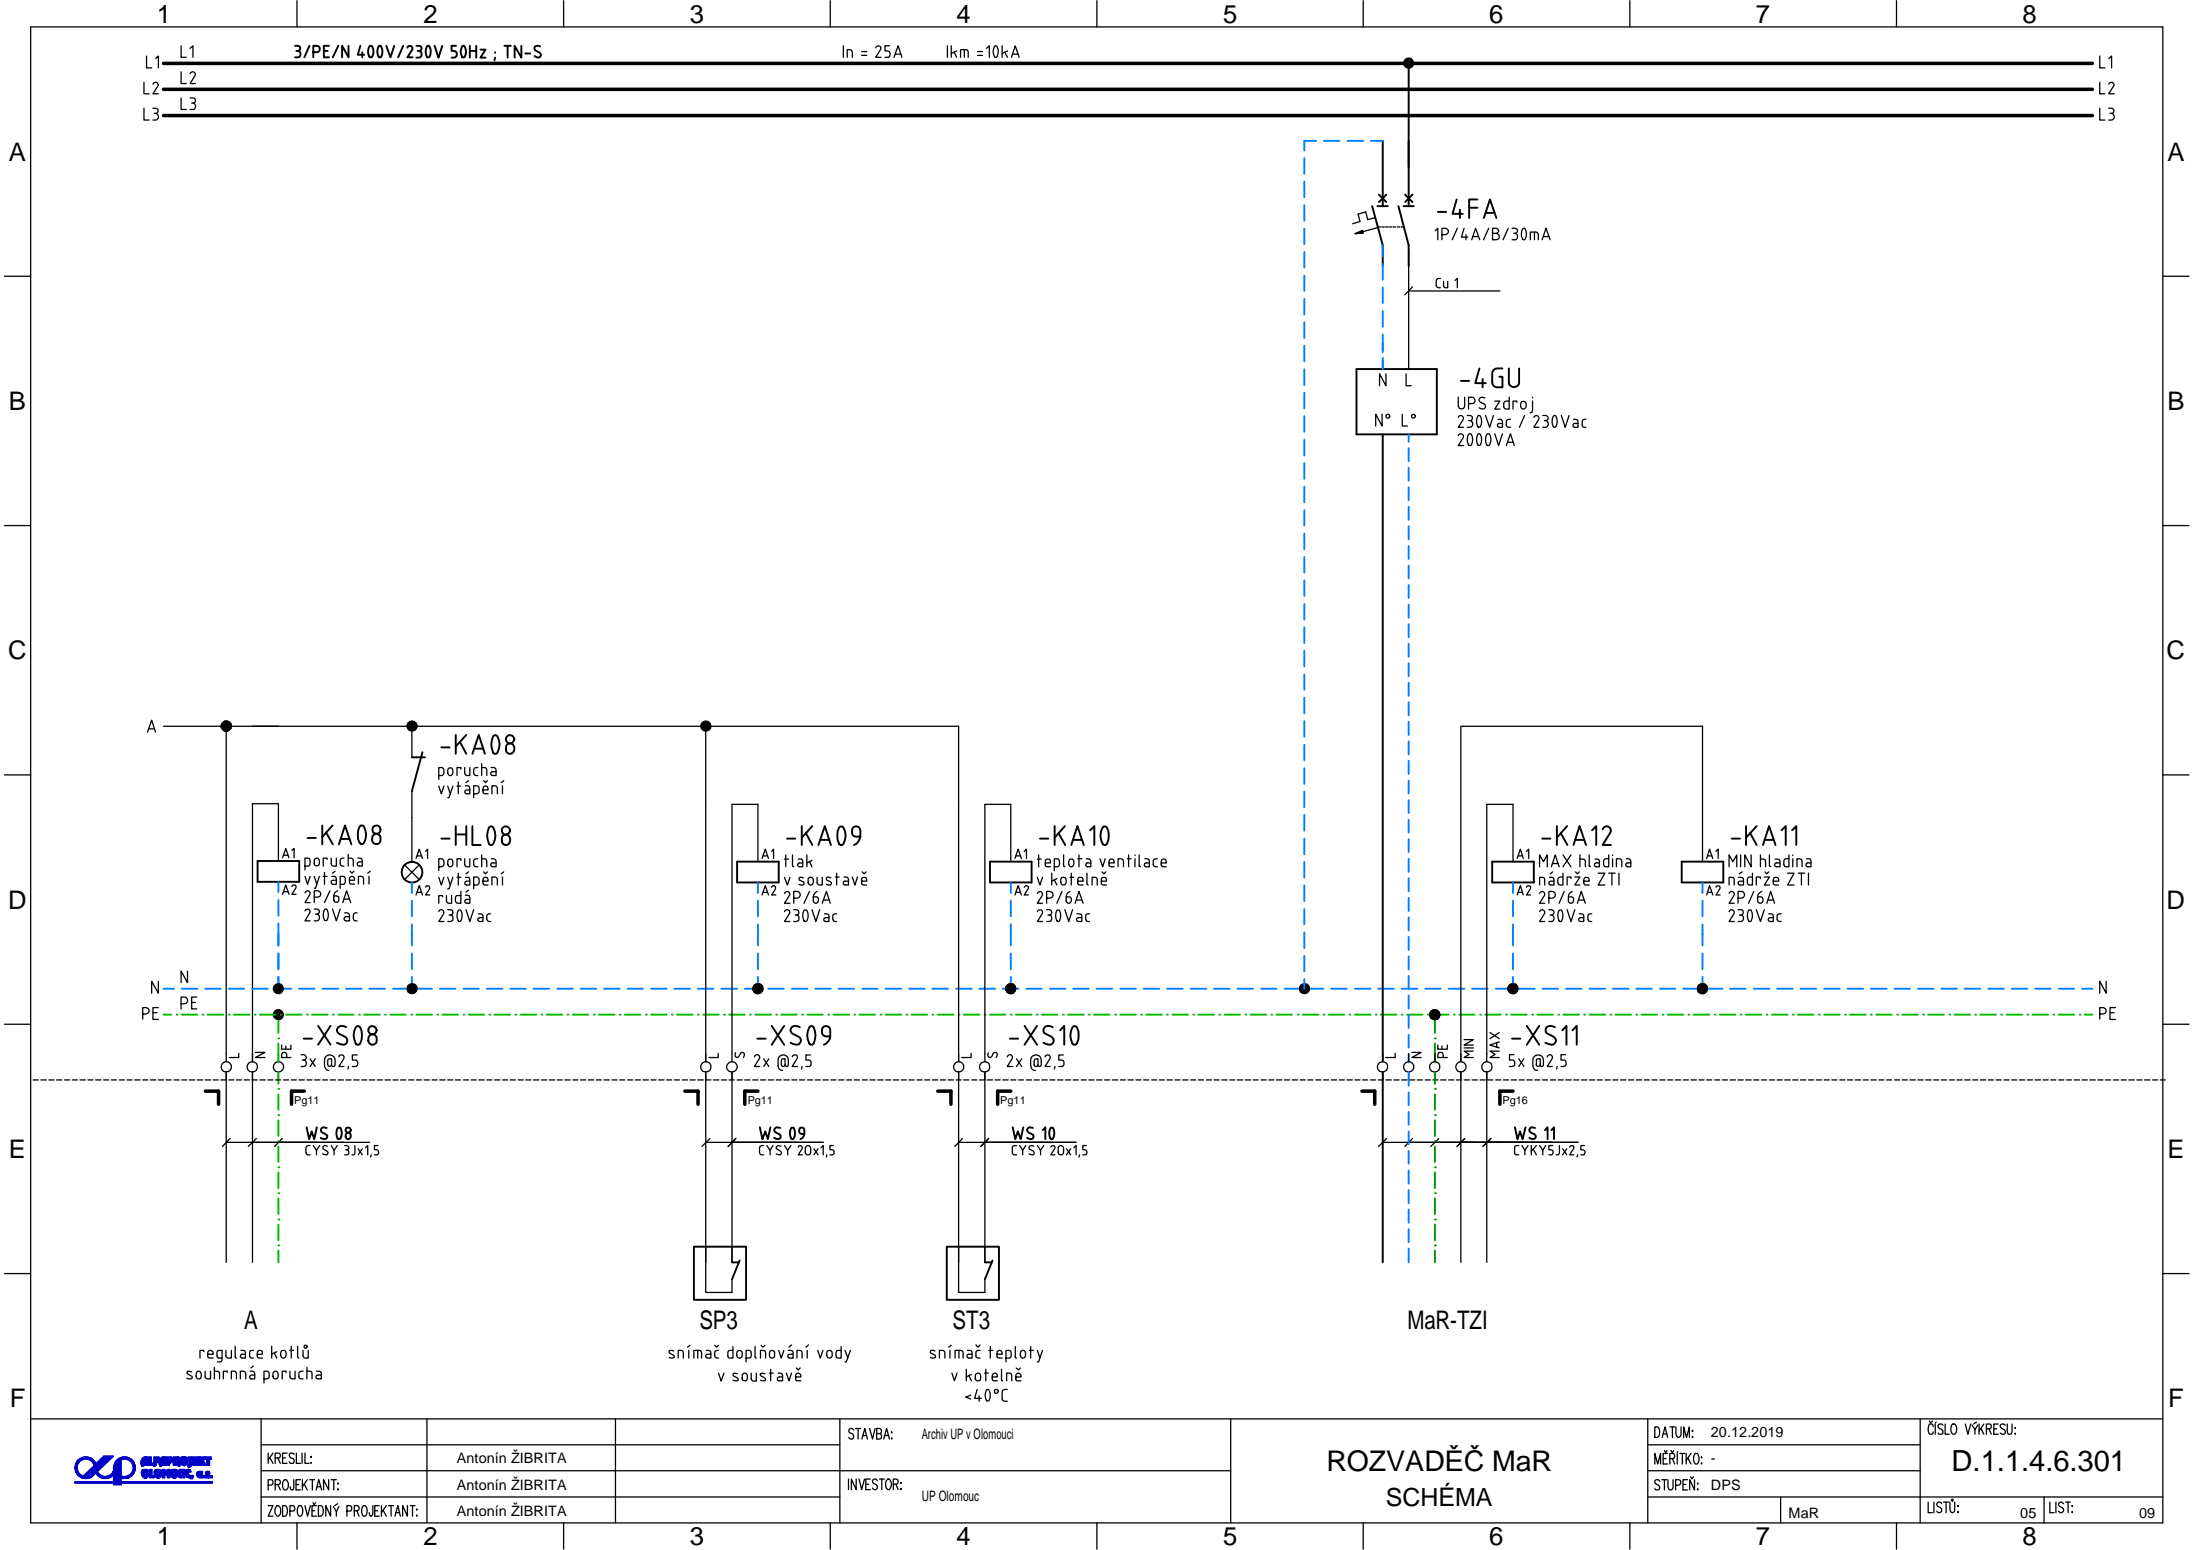 1 2 3 4 5 6 7 8
L1 L1 3/PE/N 400V/230V 50Hz ; TN-S In = 25A Ikm =10kA L1
L2 L2 L2
L3 L3 L3
A A
-4FA
1P/4A/B/30mA
Cu 1
N L
-4GU
UPS zdroj
B N° L° 230Vac / 230Vac B
2000VA
C C
A
-KA08
porucha
vytápění
-KA08
A1 porucha
vytápění
A2 2P/6A
230Vac
-HL08
A1 porucha
vytápění
A2 rudá
230Vac
-KA09
A1 tlak
v soustavě
A2 2P/6A
230Vac
-KA10
A1 teplota ventilace
v kotelně
A2 2P/6A
230Vac
-KA12
A1 MAX hladina
nádrže ZTI
A2 2P/6A
230Vac
-KA11
A1 MIN hladina
nádrže ZTI
A2 2P/6A
230Vac
D D
N N N
PE PE PE
L N PE -XS08
3x @2,5
L S -XS09
2x @2,5
L S -XS10
2x @2,5
L N PE MIN MAX -XS11
5x @2,5
Pg11 Pg11 Pg11 Pg16
E E
WS 08
CYSY 3Jx1,5
WS 09
CYSY 2Ox1,5
WS 10
CYSY 2Ox1,5
WS 11
CYKY5Jx2,5
A
regulace kotlů
souhrnná porucha
SP3
snímač doplňování vody
v soustavě
ST3
snímač teploty
v kotelně
<40°C
MaR-TZI
F F
ALFAPROJEKT
OLOMOUC, a.s.
KRESLIL: Antonín ŽIBRITA
PROJEKTANT: Antonín ŽIBRITA
ZODPOVĚDNÝ PROJEKTANT: Antonín ŽIBRITA
STAVBA: Archiv UP v Olomouci
INVESTOR: UP Olomouc
ROZVADĚČ MaR
SCHÉMA
DATUM: 20.12.2019
MĚŘÍTKO: -
STUPEŇ: DPS
MaR
ČÍSLO VÝKRESU:
D.1.1.4.6.301
LISTŮ: 05 LIST: 09
1 2 3 4 5 6 7 8